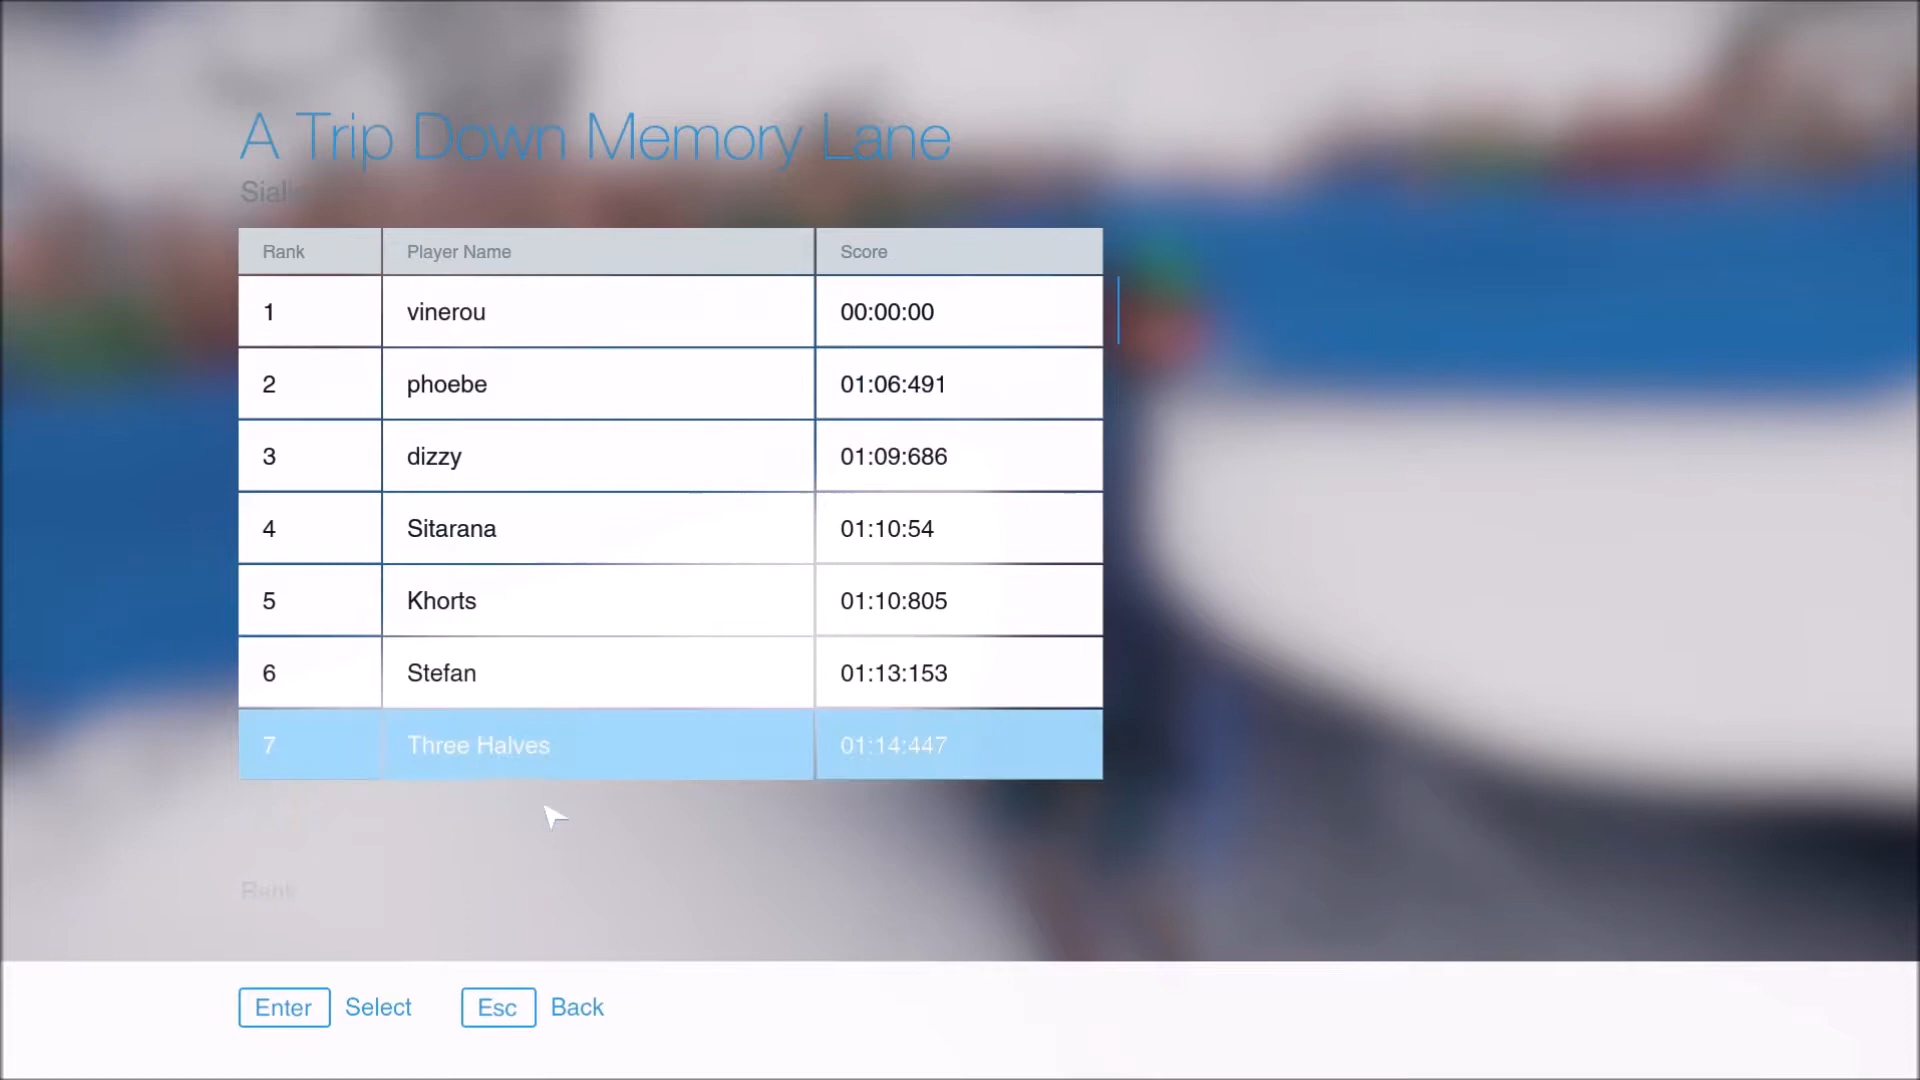 A Trip Down Memory Lane
Rank Player Name Score
1 vinerou 00:00:00
2 phoebe 01:06:491
3 dizzy 01:09:686
4 Sitarana 01:10:54
5 Khorts 01:10:805
6 Stefan 01:13:153
7 Three Halves 01:14:447
Rank
Enter Select Esc Back